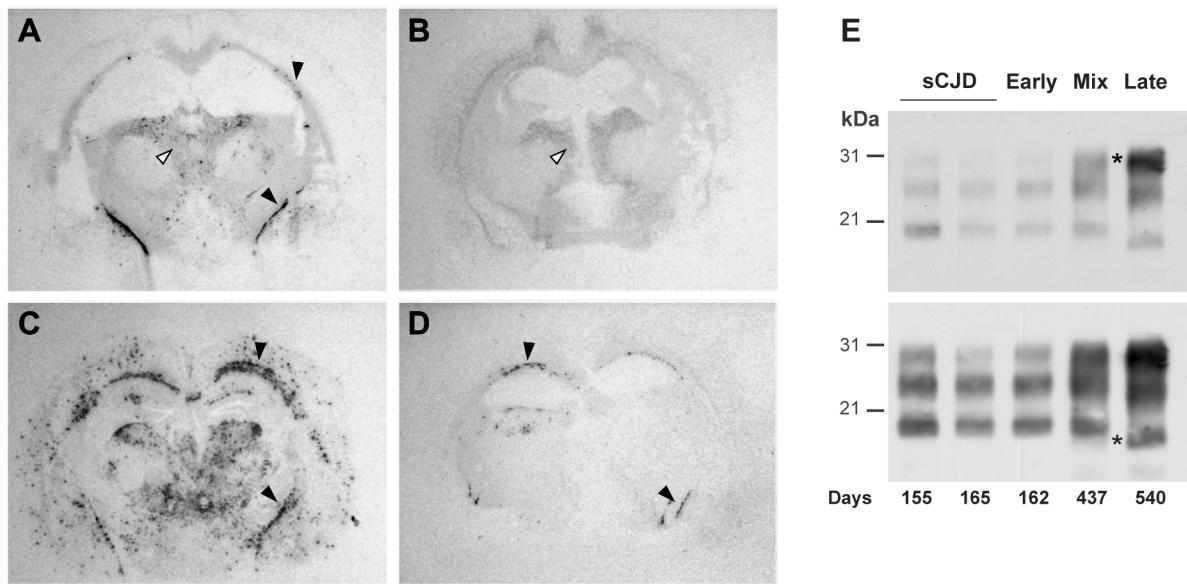 A
B
C
D
E
sCJD Early Mix Late
kDa
31 *
21
31
21
*
Days 155 165 162 437 540